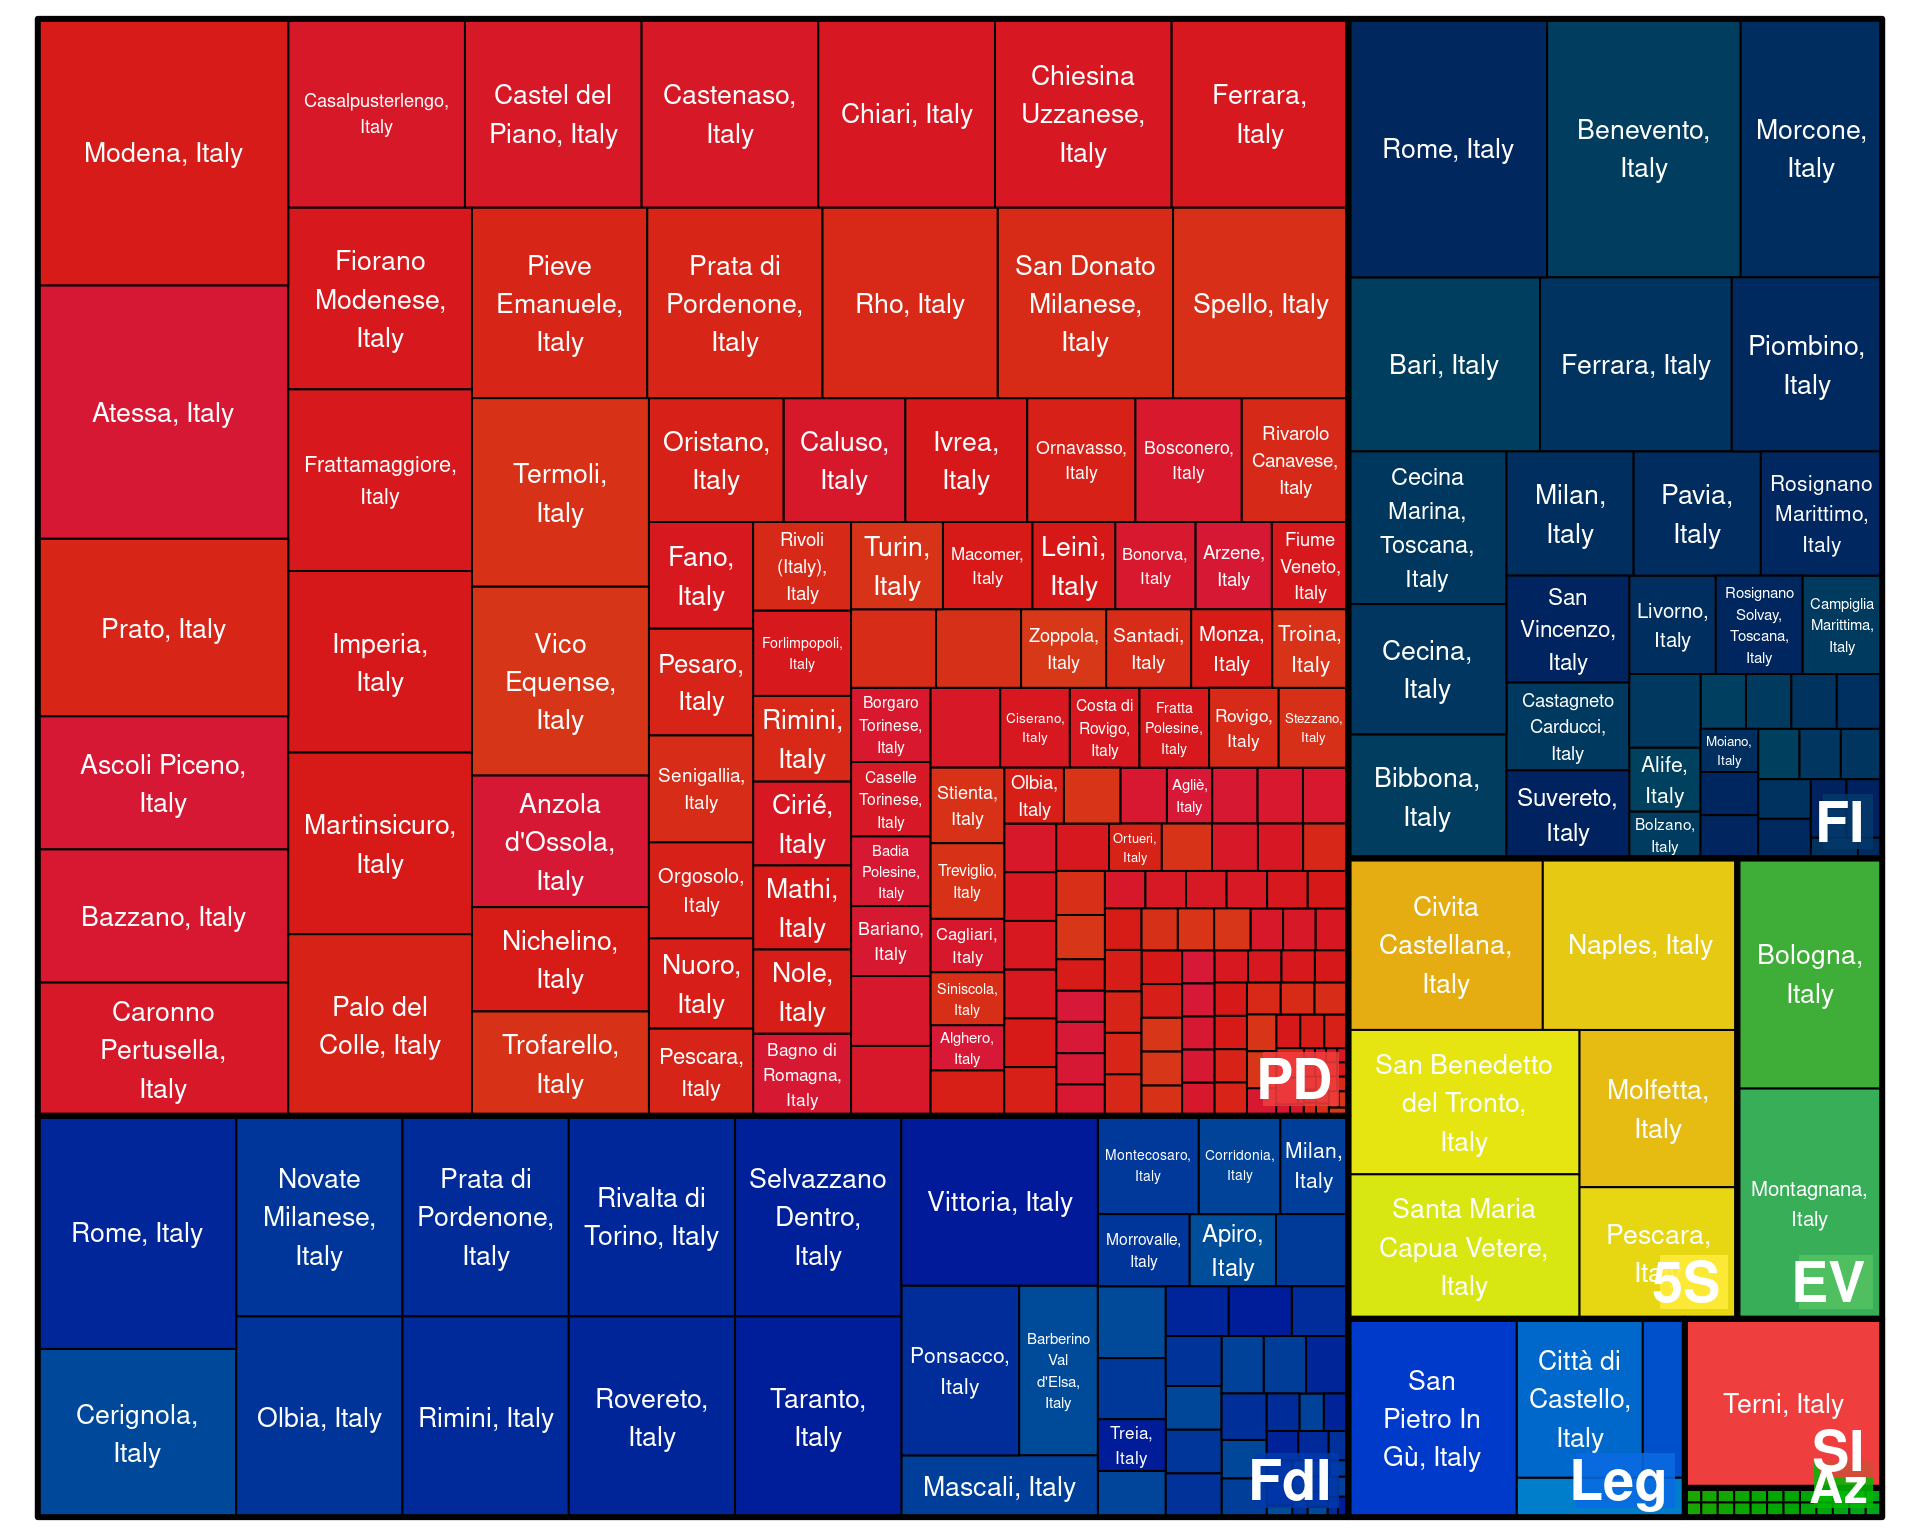 Modena, Italy
Atessa, Italy
Prato, Italy
Ascoli Piceno,
Italy
Bazzano, Italy
Caronno
Pertusella,
Italy
Casalpusterlengo,
Italy
Castel del
Piano, Italy
Castenaso,
Italy
Chiari, Italy
Chiesina
Uzzanese,
Italy
Ferrara,
Italy
Fiorano
Modenese,
Italy
Frattamaggiore,
Italy
Imperia,
Italy
Martinsicuro,
Italy
Palo del
Colle, Italy
Pieve
Emanuele,
Italy
Prata di
Pordenone,
Italy
Rho, Italy
San Donato
Milanese,
Italy
Spello, Italy
Termoli,
Italy
Vico
Equense,
Italy
Anzola
d'Ossola,
Italy
Nichelino,
Italy
Trofarello,
Italy
Oristano,
Italy
Caluso,
Italy
Ivrea,
Italy
Ornavasso,
Italy
Bosconero,
Italy
Rivarolo
Canavese,
Italy
Fano,
Italy
Pesaro,
Italy
Senigallia,
Italy
Orgosolo,
Italy
Nuoro,
Italy
Pescara,
Italy
Rivoli
(Italy),
Italy
Forlimpopoli,
Italy
Rimini,
Italy
Cirié,
Italy
Mathi,
Italy
Nole,
Italy
Bagno di
Romagna,
Italy
Turin,
Italy
Macomer,
Italy
Leinì,
Italy
Bonorva,
Italy
Arzene,
Italy
Fiume
Veneto,
Italy
Zoppola,
Italy
Santadi,
Italy
Monza,
Italy
Troina,
Italy
Borgaro
Torinese,
Italy
Caselle
Torinese,
Italy
Badia
Polesine,
Italy
Bariano,
Italy
Ciserano,
Italy
Costa di
Rovigo,
Italy
Fratta
Polesine,
Italy
Rovigo,
Italy
Stezzano,
Italy
Stienta,
Italy
Treviglio,
Italy
Cagliari,
Italy
Siniscola,
Italy
Alghero,
Italy
Olbia,
Italy
Agliè,
Italy
Ortueri,
Italy
PD
Rome, Italy
Cerignola,
Italy
Novate
Milanese,
Italy
Olbia, Italy
Prata di
Pordenone,
Italy
Rimini, Italy
Rivalta di
Torino, Italy
Rovereto,
Italy
Selvazzano
Dentro,
Italy
Taranto,
Italy
Vittoria, Italy
Ponsacco,
Italy
Barberino
Val
d'Elsa,
Italy
Mascali, Italy
Montecosaro,
Italy
Corridonia,
Italy
Milan,
Italy
Morrovalle,
Italy
Apiro,
Italy
Treia,
Italy
FdI
Rome, Italy
Benevento,
Italy
Morcone,
Italy
Bari, Italy
Ferrara, Italy
Piombino,
Italy
Cecina
Marina,
Toscana,
Italy
Cecina,
Italy
Bibbona,
Italy
Milan,
Italy
Pavia,
Italy
Rosignano
Marittimo,
Italy
San
Vincenzo,
Italy
Castagneto
Carducci,
Italy
Suvereto,
Italy
Livorno,
Italy
Rosignano
Solvay,
Toscana,
Italy
Campiglia
Marittima,
Italy
Alife,
Italy
Bolzano,
Italy
Moiano,
Italy
FI
Civita
Castellana,
Italy
Naples, Italy
San Benedetto
del Tronto,
Italy
Santa Maria
Capua Vetere,
Italy
Molfetta,
Italy
Pescara,
Italy
5S
Bologna,
Italy
Montagnana,
Italy
EV
San
Pietro In
Gù, Italy
Città di
Castello,
Italy
Leg
Terni, Italy
SI
Az